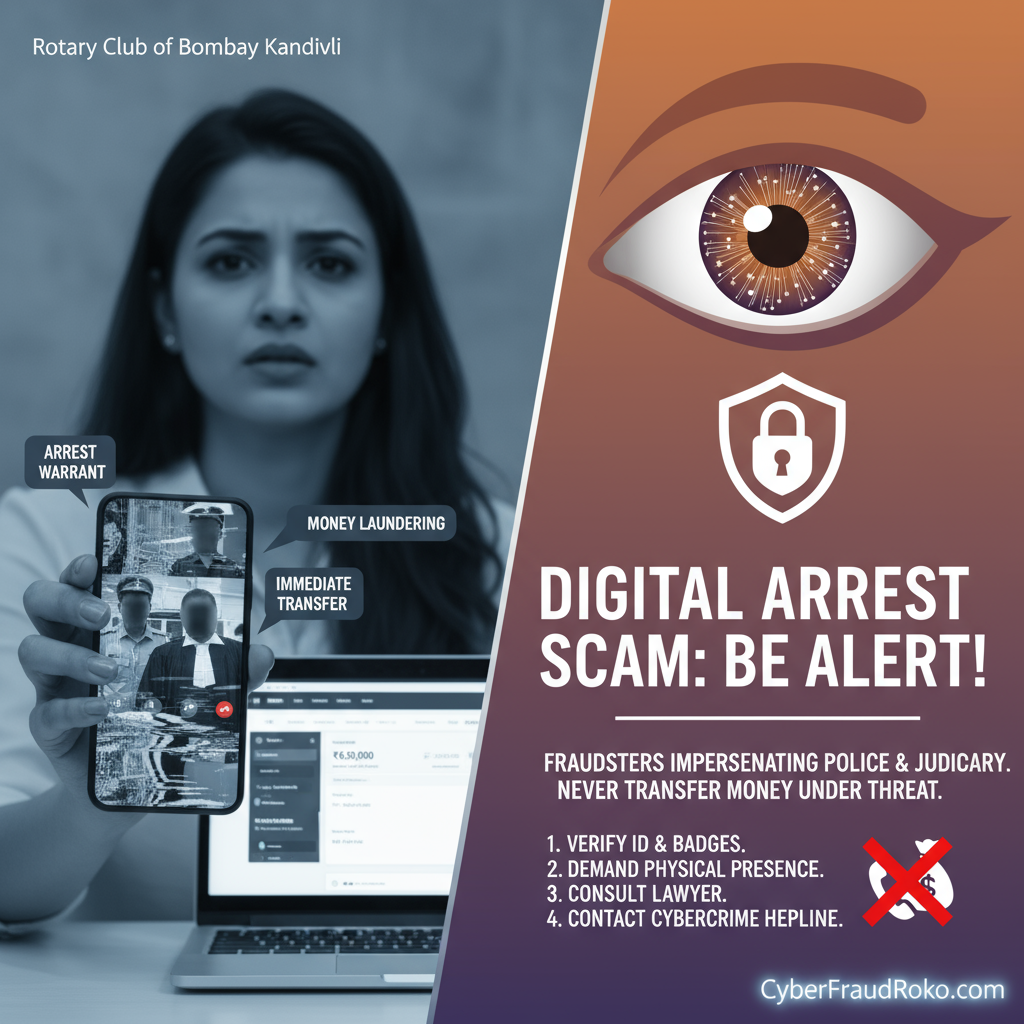 Rotary Club of Bombay Kandivli
ARREST
WARRANT
MONEY LAUNDERING
IMMEDIATE
TRANSFER
₹6,50,000
DIGITAL ARREST
SCAM: BE ALERT!
FRAUDSTERS IMPERSENATING POLICE & JUDICARY.
NEVER TRANSFER MONEY UNDER THREAT.
1. VERIFY ID & BADGES.
2. DEMAND PHYSICAL PRESENCE.
3. CONSULT LAWYER.
4. CONTACT CYBERCRIME HEPLINE.
$
CyberFraudRoko.com